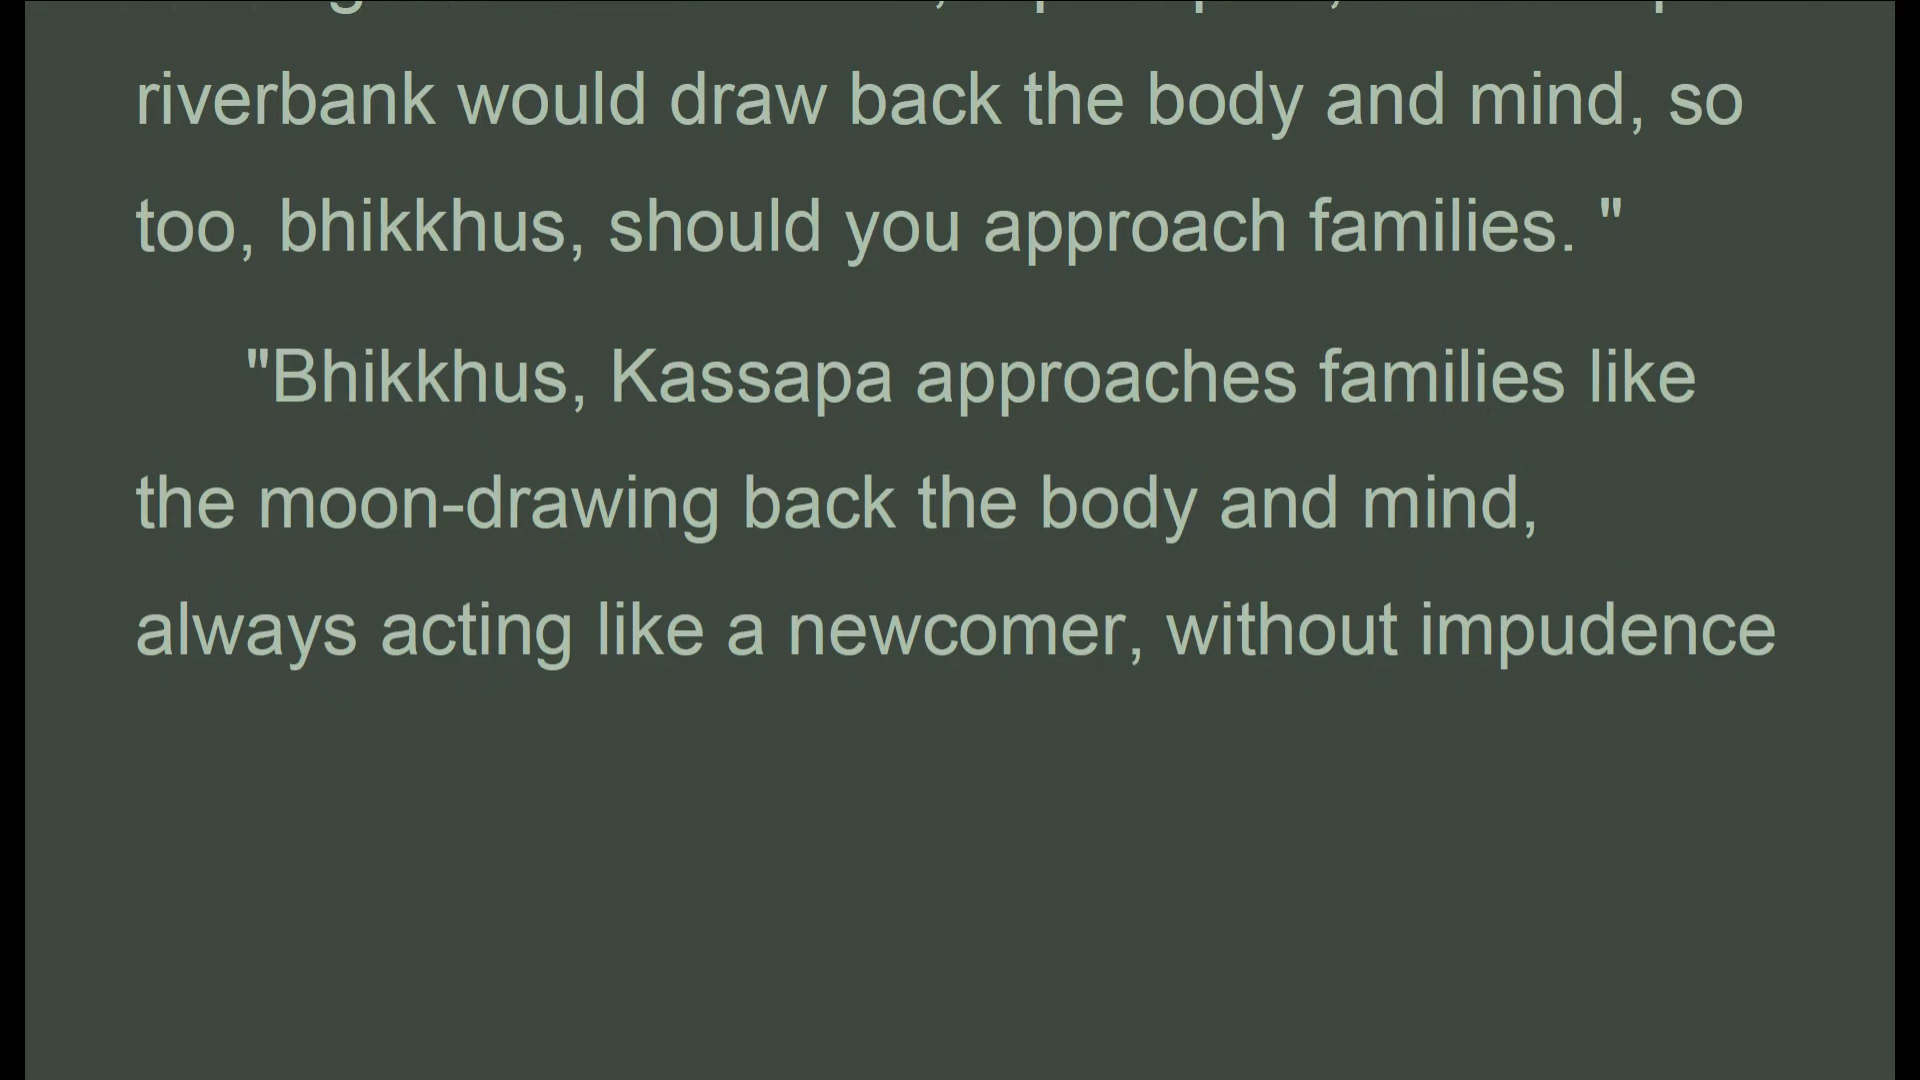 riverbank would draw back the body and mind, so
too, bhikkhus, should you approach families. "
"Bhikkhus, Kassapa approaches families like
the moon-drawing back the body and mind,
always acting like a newcomer, without impudence